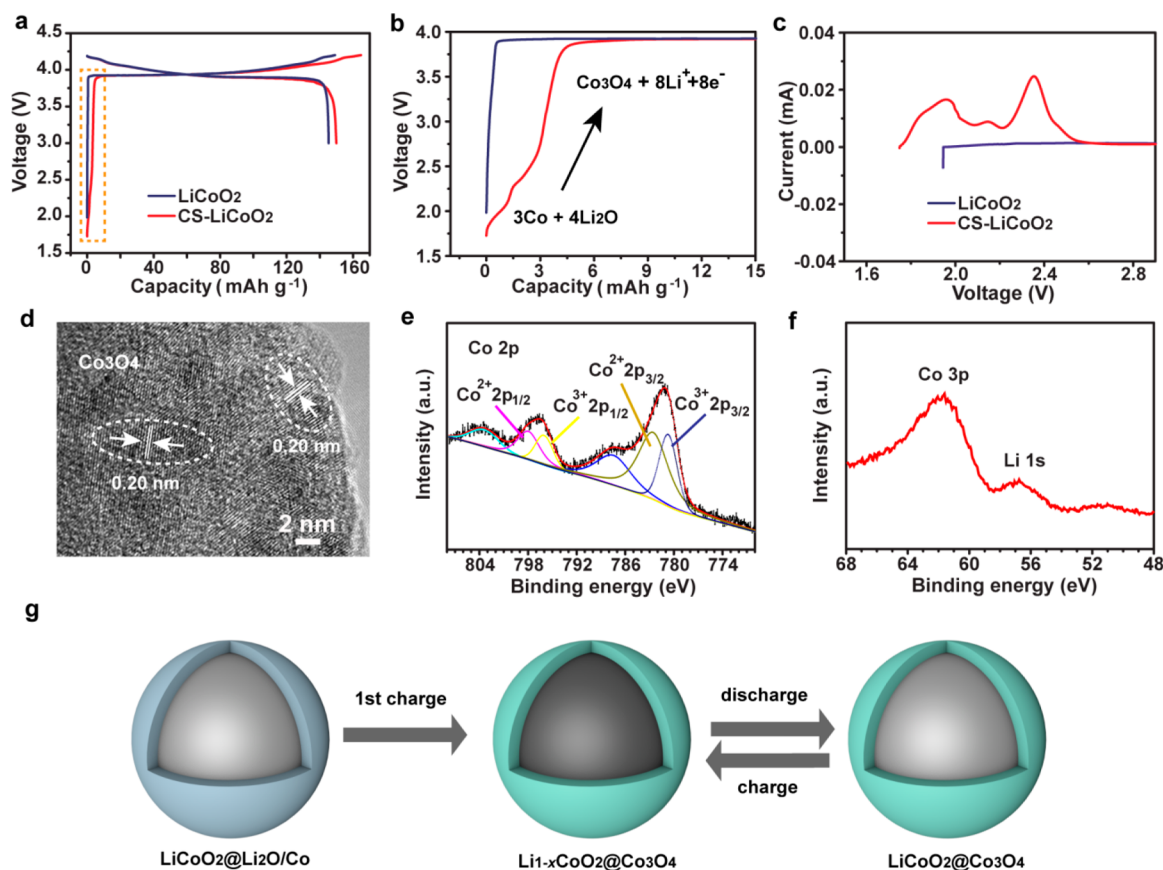 a
4.5
4.0
3.5
3.0
2.5
2.0
1.5
Voltage (V)
LiCoO2
CS-LiCoO2
0 40 80 120 160
Capacity ( mAh g-1)
b
4.0
3.5
3.0
2.5
2.0
1.5
Voltage (V)
Co3O4 + 8Li+ +8e-
3Co + 4Li2O
0 3 6 9 12 15
Capacity ( mAh g-1)
c
0.04
0.02
0.00
-0.02
-0.04
Current (mA)
LiCoO2
CS-LiCoO2
1.6 2.0 2.4 2.8
Voltage (V)
d
Co3O4
0.20 nm
0.20 nm
2 nm
e
Co 2p
Co2+ 2p1/2
Co3+ 2p1/2
Co2+ 2p3/2
Co3+ 2p3/2
Intensity (a.u.)
804 798 792 786 780 774
Binding energy (eV)
f
Co 3p
Li 1s
Intensity (a.u.)
68 64 60 56 52 48
Binding energy (eV)
g
1st charge
discharge
charge
LiCoO2@Li2O/Co
Li1-xCoO2@Co3O4
LiCoO2@Co3O4